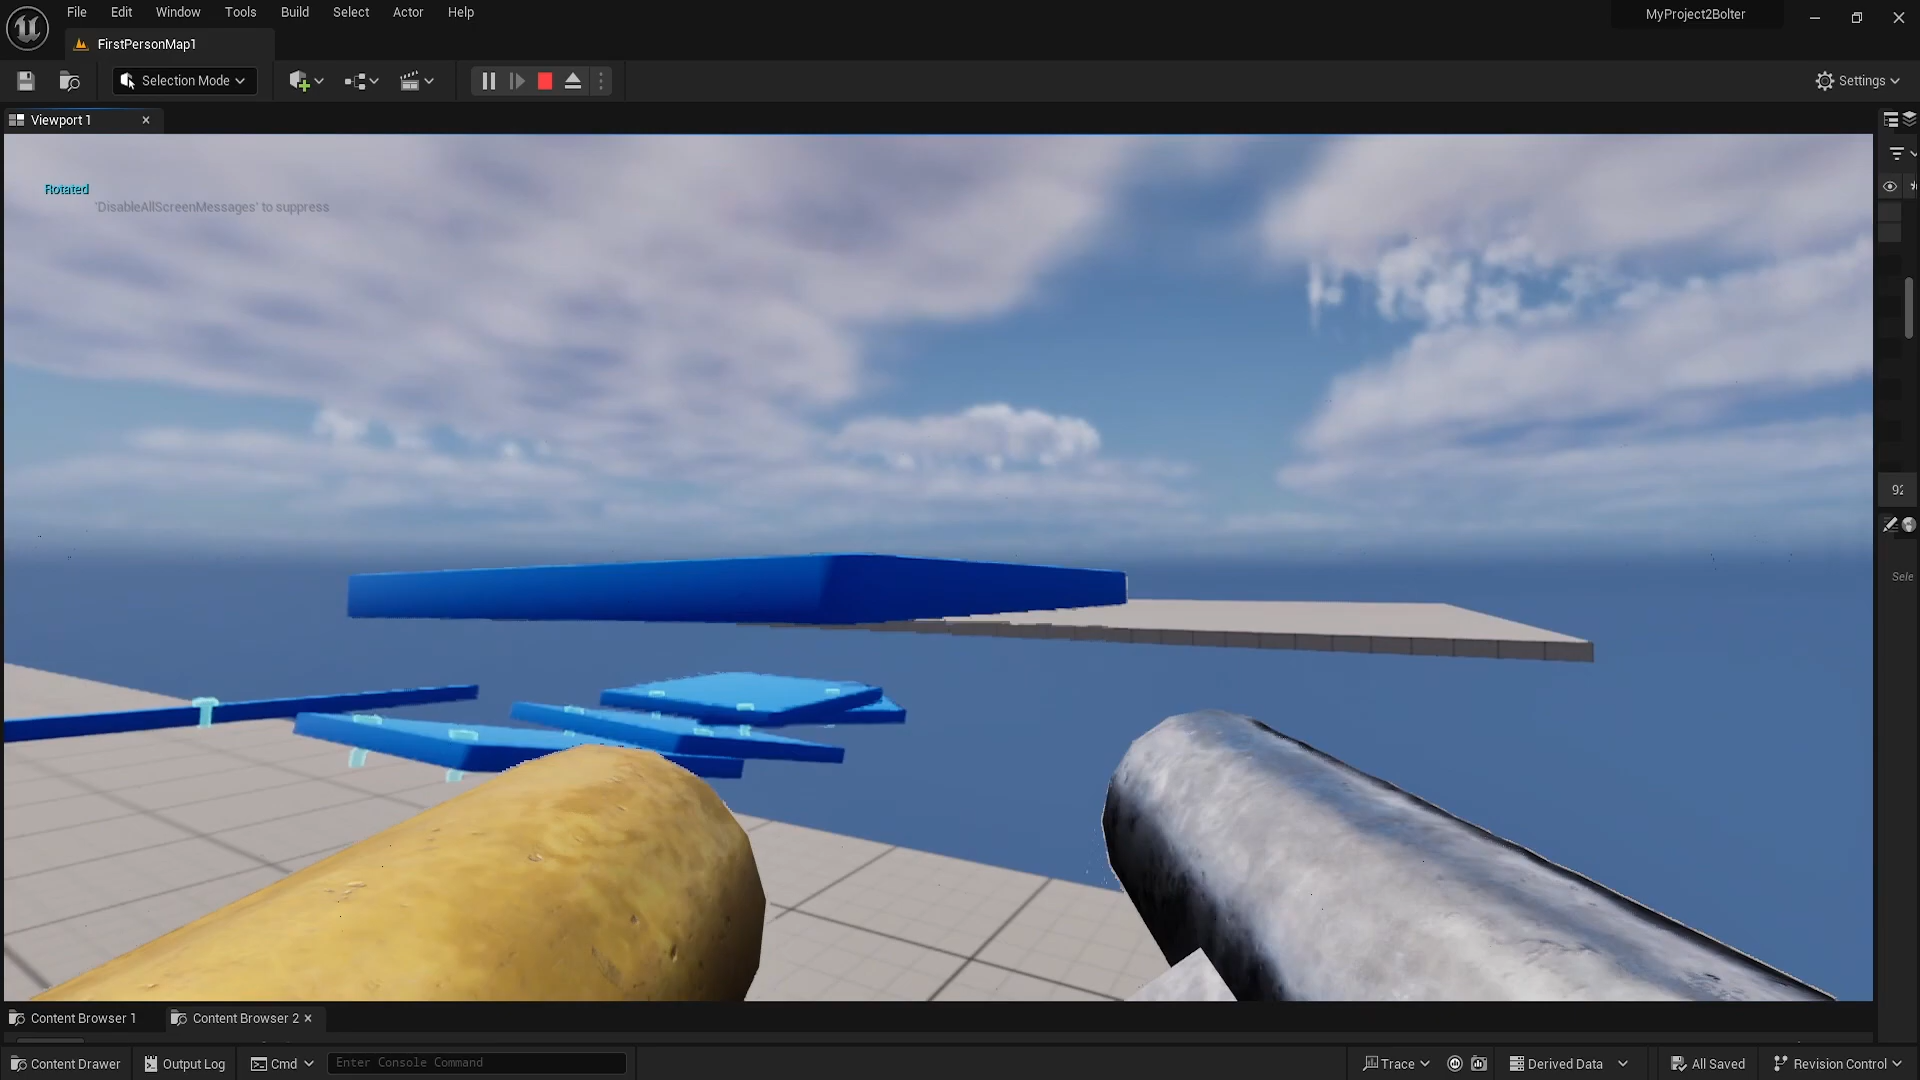 File Edit Window Tools Build Select Actor Help
MyProject2Bolter
FirstPersonMap1
Selection Mode
Settings
Viewport 1
Rotated
'DisableAllScreenMessages' to suppress
Sele
Content Browser 1
Content Browser 2
Content Drawer
Output Log
Cmd
Enter Console Command
Trace
Derived Data
All Saved
Revision Control